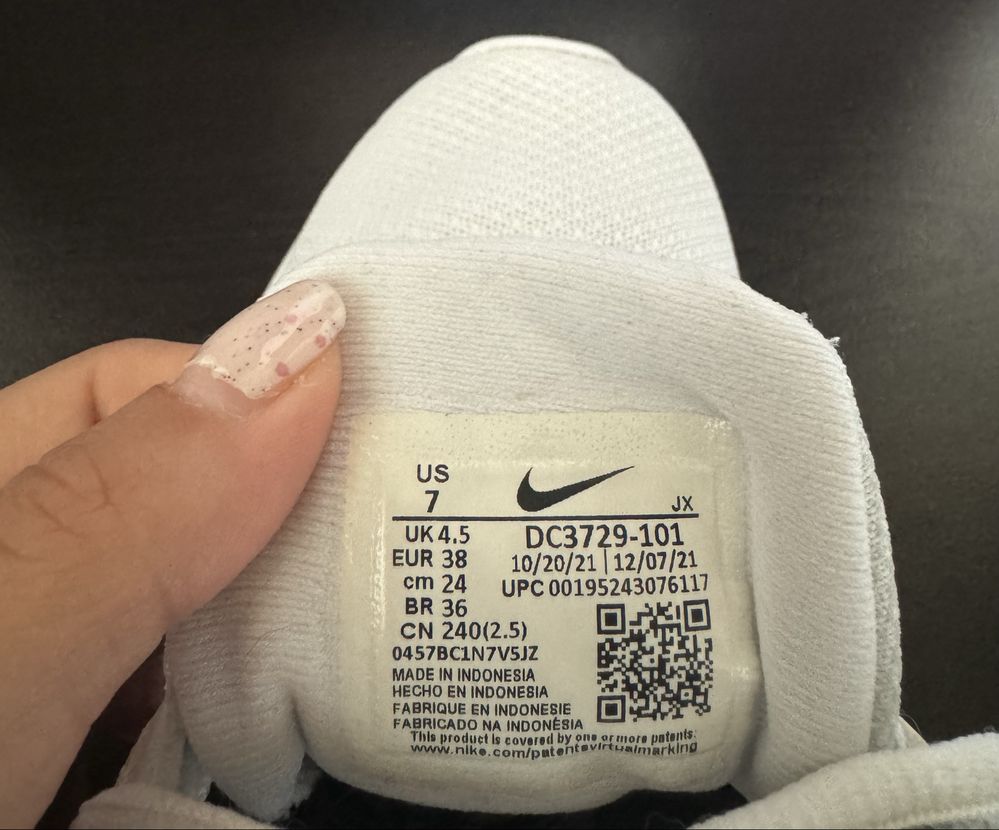 US
7
JX
UK 4.5
EUR 38
cm 24
BR 36
CN 240(2.5)
0457BC1N7V5JZ
DC3729-101
10/20/21 | 12/07/21
UPC 00195243076117
MADE IN INDONESIA
HECHO EN INDONESIA
FABRIQUE EN INDONESIE
FABRICADO NA INDONÉSIA
This product is covered by one or more patents:
www.nike.com/patentsvirtualmarking